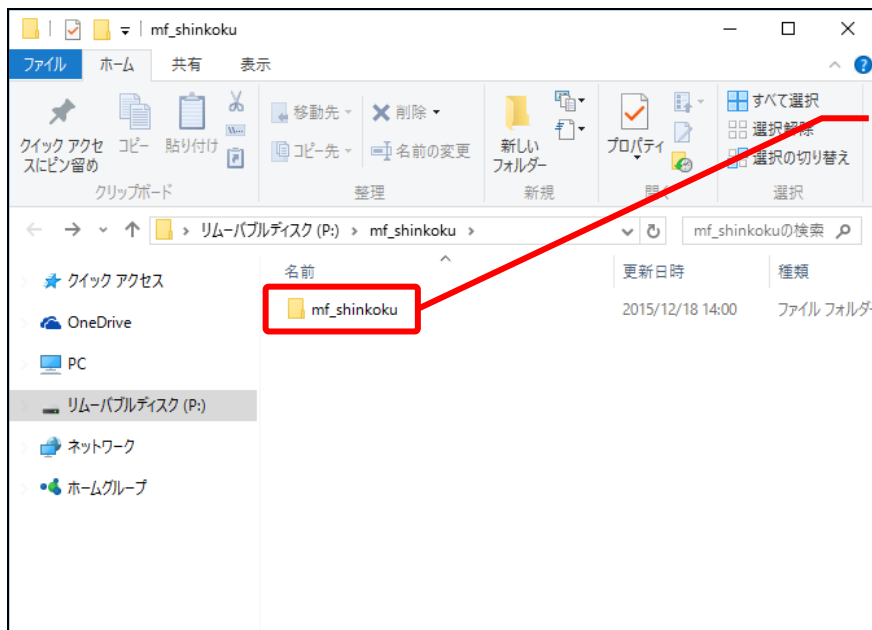 mf_shinkoku
ファイル ホーム 共有 表示
クイック アクセスにピン留め
コピー
貼り付け
移動先
コピー先
削除
名前の変更
新しいフォルダー
プロパティ
すべて選択
選択解除
選択の切り替え
クリップボード 整理 新規 開く 選択
リムーバブルディスク (P:) mf_shinkoku
mf_shinkokuの検索
名前 更新日時 種類
mf_shinkoku 2015/12/18 14:00 ファイル フォルダー
クイック アクセス
OneDrive
PC
リムーバブルディスク (P:)
ネットワーク
ホームグループ